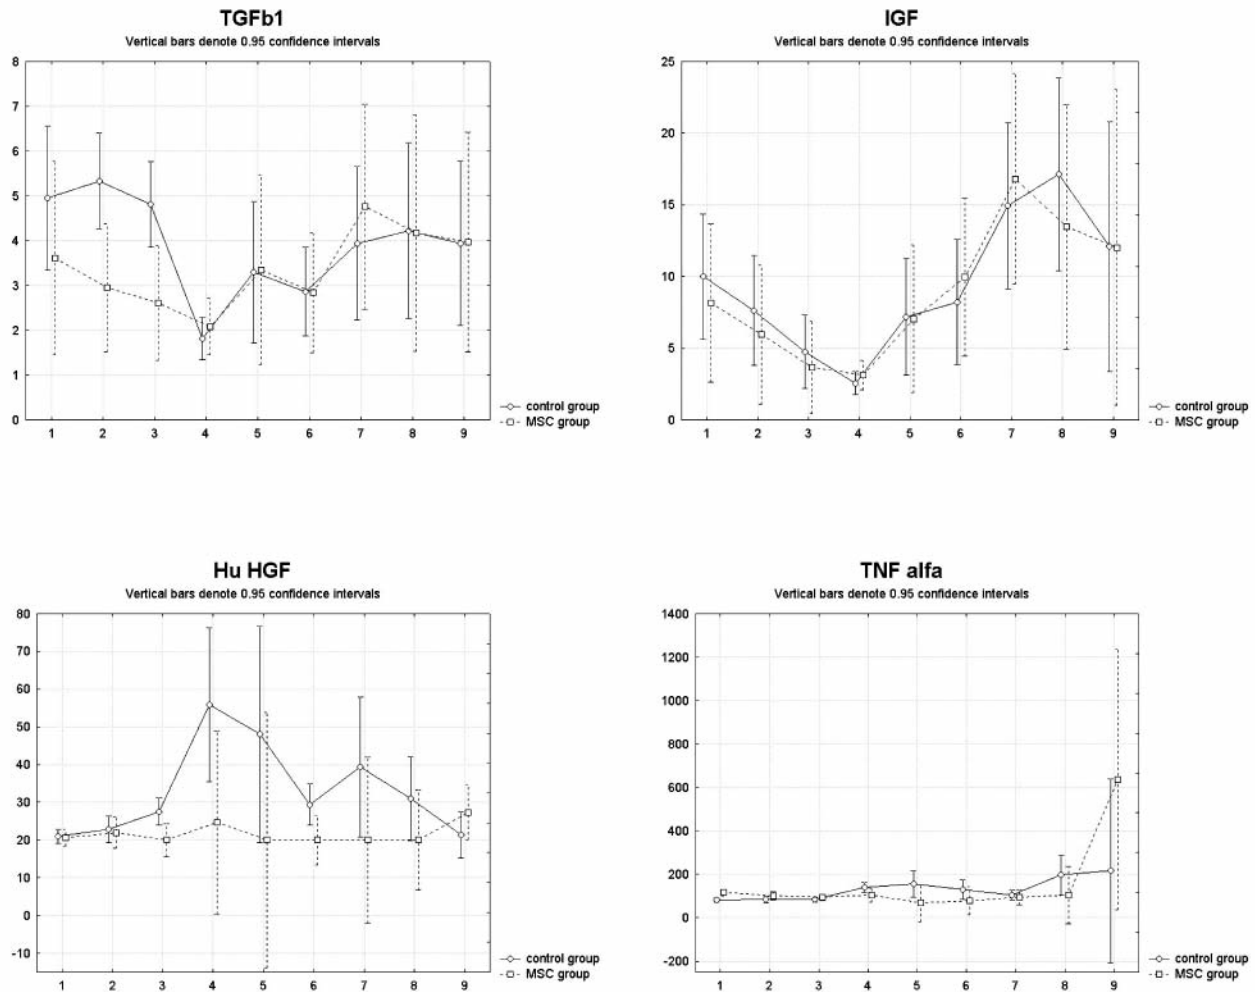 TGFb1
Vertical bars denote 0.95 confidence intervals
8
7
6
5
4
3
2
1
0
1 2 3 4 5 6 7 8 9
control group
MSC group
IGF
Vertical bars denote 0.95 confidence intervals
25
20
15
10
5
0
1 2 3 4 5 6 7 8 9
control group
MSC group
Hu HGF
Vertical bars denote 0.95 confidence intervals
80
70
60
50
40
30
20
10
0
-10
1 2 3 4 5 6 7 8 9
control group
MSC group
TNF alfa
Vertical bars denote 0.95 confidence intervals
1400
1200
1000
800
600
400
200
0
-200
1 2 3 4 5 6 7 8 9
control group
MSC group